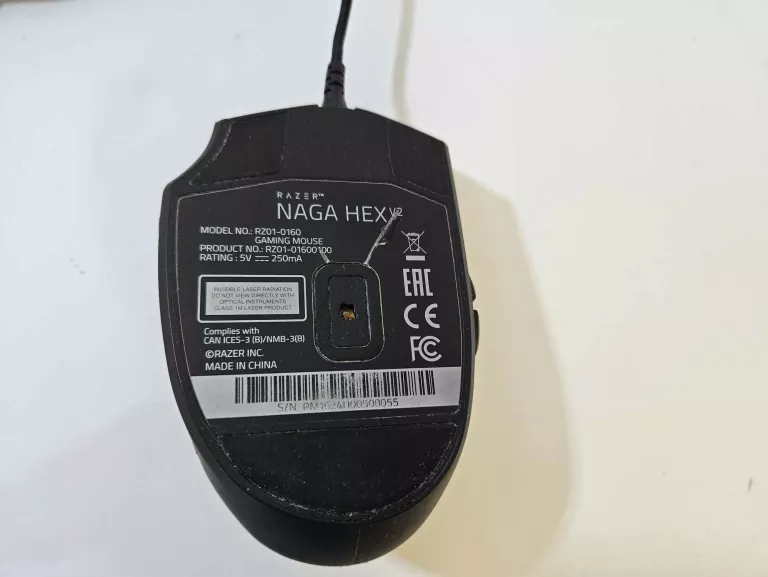 RAZER™
NAGA HEX V2
MODEL NO.: RZ01-0160
GAMING MOUSE
PRODUCT NO.: RZ01-01600100
RATING : 5V ⎓ 250mA
INVISIBLE LASER RADIATION
DO NOT VIEW DIRECTLY WITH
OPTICAL INSTRUMENTS
CLASS 1M LASER PRODUCT
EAC
CE
FC
Complies with
CAN ICES-3 (B)/NMB-3(B)
©RAZER INC.
MADE IN CHINA